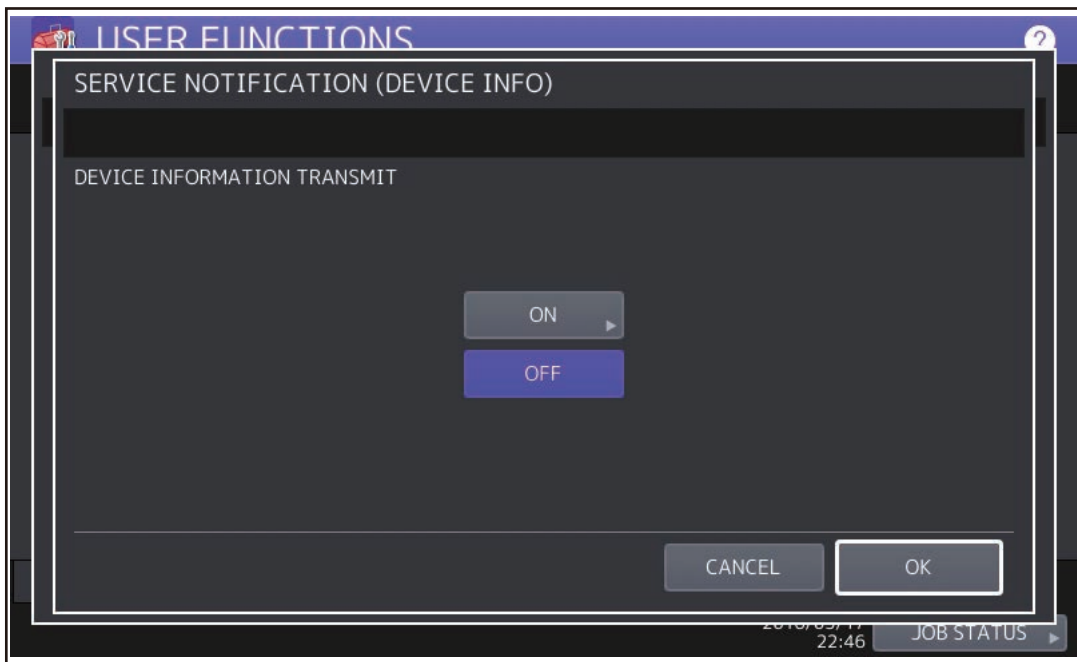 USER FUNCTIONS
?
SERVICE NOTIFICATION (DEVICE INFO)
DEVICE INFORMATION TRANSMIT
ON
OFF
CANCEL
OK
22:46
JOB STATUS